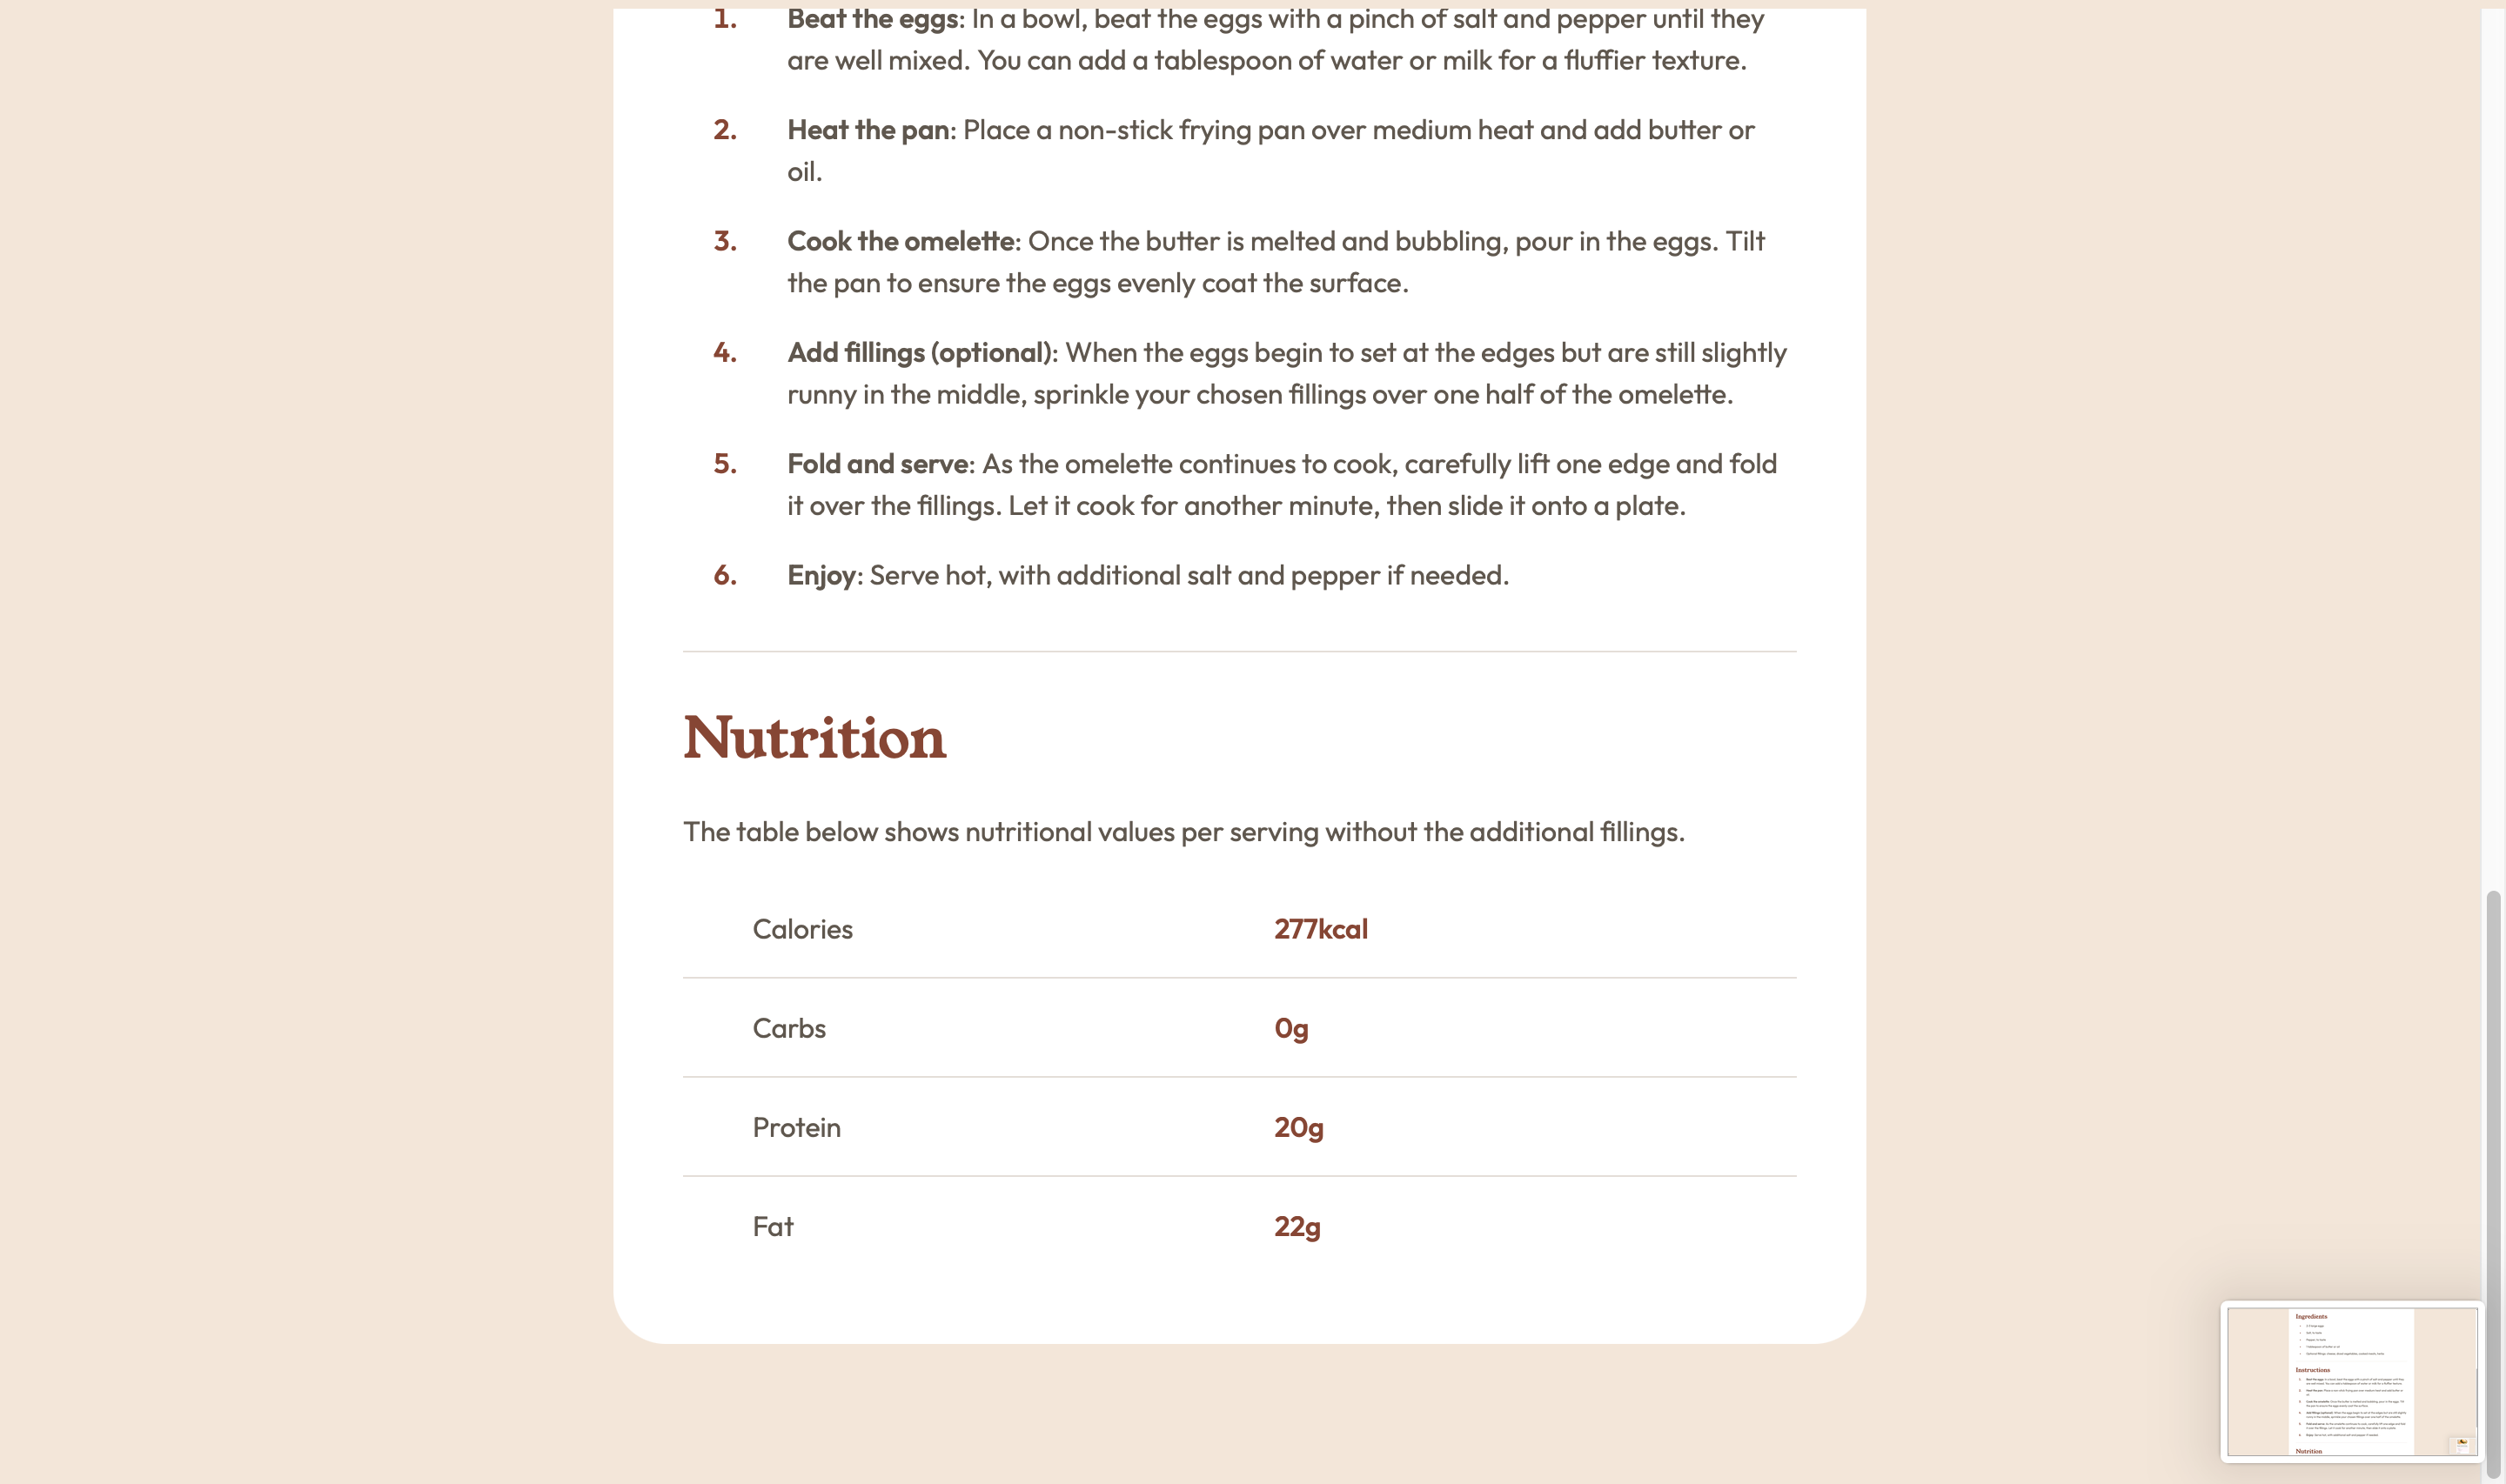 1. Beat the eggs: In a bowl, beat the eggs with a pinch of salt and pepper until they
are well mixed. You can add a tablespoon of water or milk for a fluffier texture.
2. Heat the pan: Place a non-stick frying pan over medium heat and add butter or
oil.
3. Cook the omelette: Once the butter is melted and bubbling, pour in the eggs. Tilt
the pan to ensure the eggs evenly coat the surface.
4. Add fillings (optional): When the eggs begin to set at the edges but are still slightly
runny in the middle, sprinkle your chosen fillings over one half of the omelette.
5. Fold and serve: As the omelette continues to cook, carefully lift one edge and fold
it over the fillings. Let it cook for another minute, then slide it onto a plate.
6. Enjoy: Serve hot, with additional salt and pepper if needed.
Nutrition
The table below shows nutritional values per serving without the additional fillings.
Calories 277kcal
Carbs 0g
Protein 20g
Fat 22g
Ingredients
Instructions
Nutrition